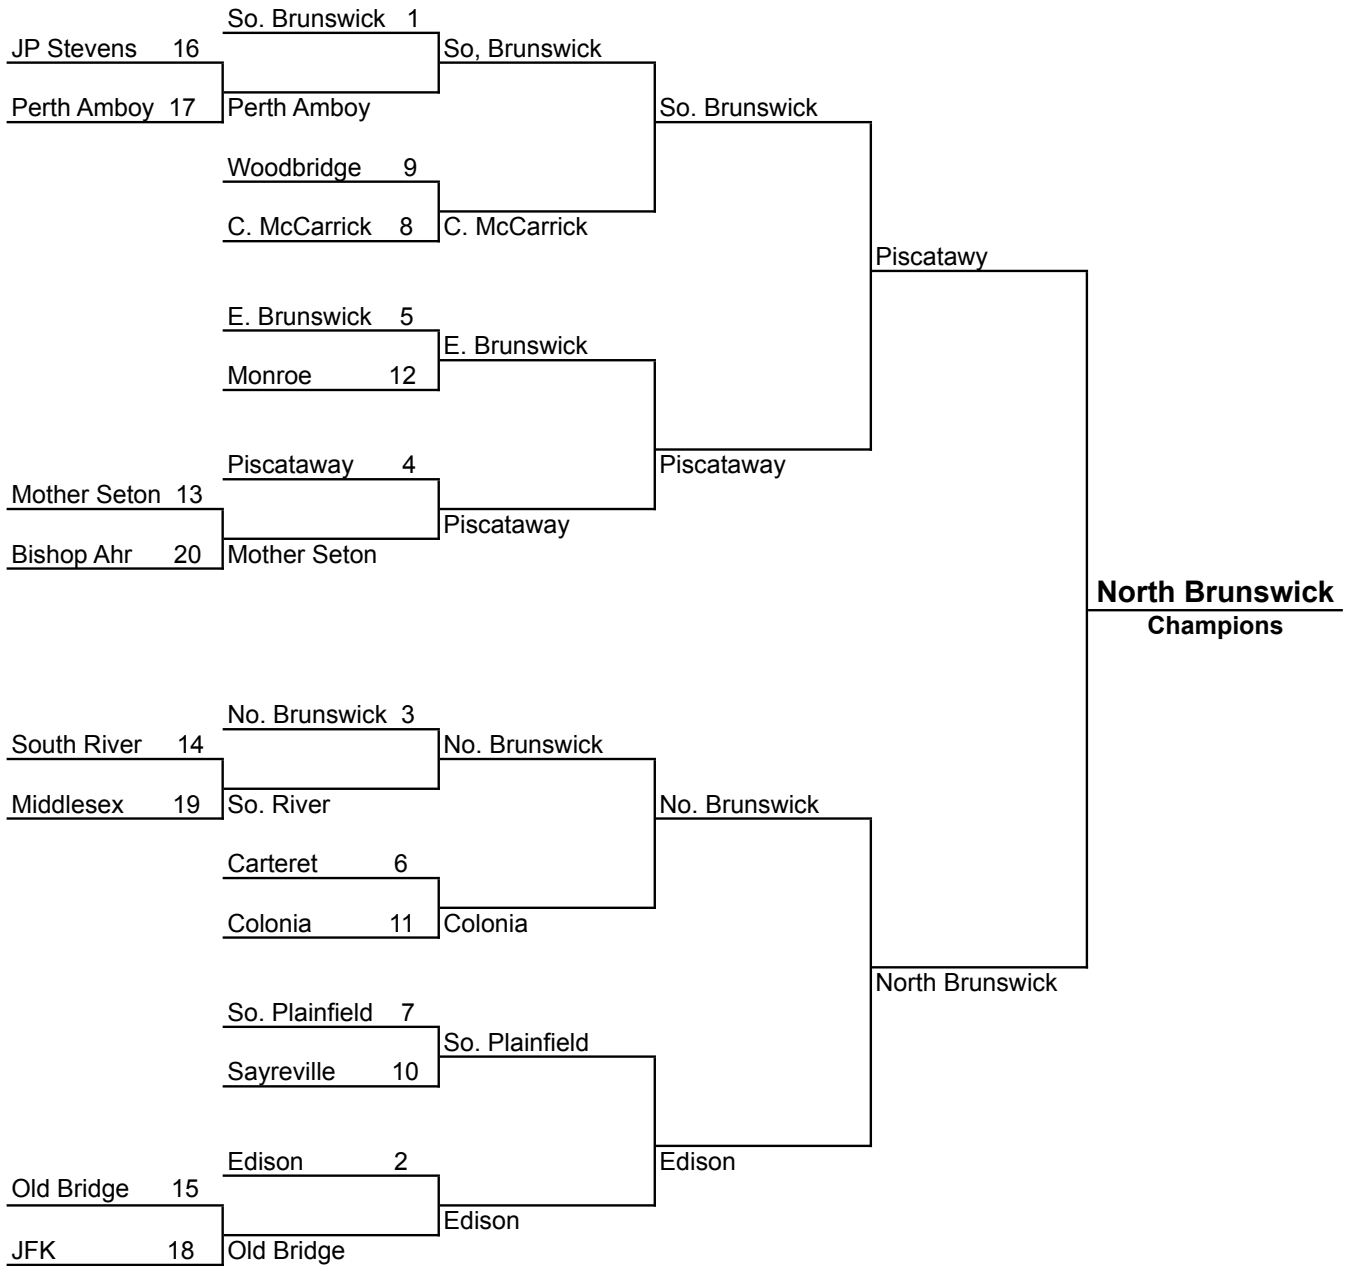 So. Brunswick 1
JP Stevens 16
So, Brunswick
Perth Amboy 17
Perth Amboy
So. Brunswick
Woodbridge 9
C. McCarrick 8
C. McCarrick
Piscatawy
E. Brunswick 5
E. Brunswick
Monroe 12
Piscataway 4
Piscataway
Mother Seton 13
Piscataway
Bishop Ahr 20
Mother Seton
North Brunswick
Champions
No. Brunswick 3
South River 14
No. Brunswick
Middlesex 19
So. River
No. Brunswick
Carteret 6
Colonia 11
Colonia
North Brunswick
So. Plainfield 7
So. Plainfield
Sayreville 10
Edison 2
Edison
Old Bridge 15
Edison
JFK 18
Old Bridge